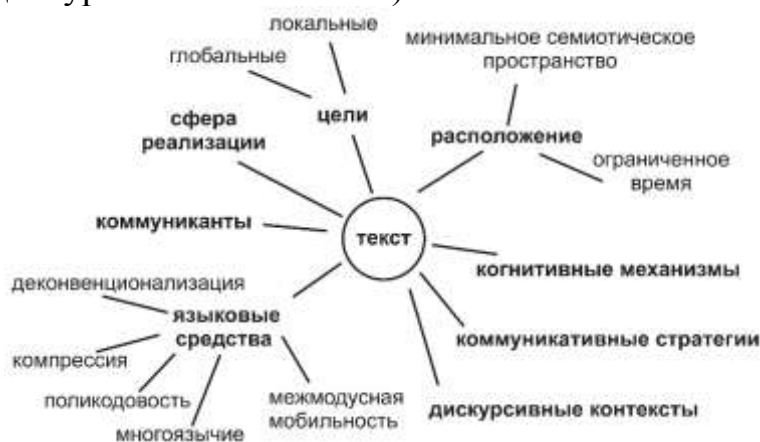 локальные
глобальные
цели
минимальное семиотическое
пространство
расположение
ограниченное
время
сфера
реализации
коммуниканты
текст
когнитивные механизмы
коммуникативные стратегии
дискурсивные контексты
деконвенционализация
языковые
средства
компрессия
поликодовость
многоязычие
межмодусная
мобильность